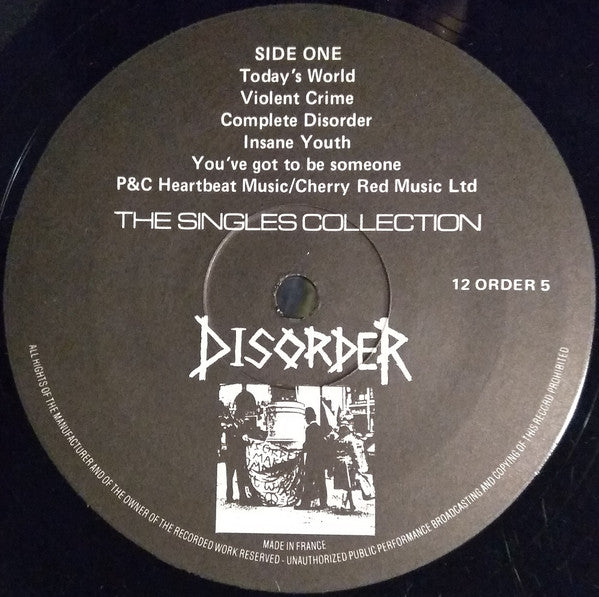 SIDE ONE
Today's World
Violent Crime
Complete Disorder
Insane Youth
You've got to be someone
P&C Heartbeat Music/Cherry Red Music Ltd
THE SINGLES COLLECTION
12 ORDER 5
DISORDER
MADE IN FRANCE
ALL RIGHTS OF THE MANUFACTURER AND OF THE OWNER OF THE RECORDED WORK RESERVED - UNAUTHORIZED PUBLIC PERFORMANCE BROADCASTING AND COPYING OF THIS RECORD PROHIBITED